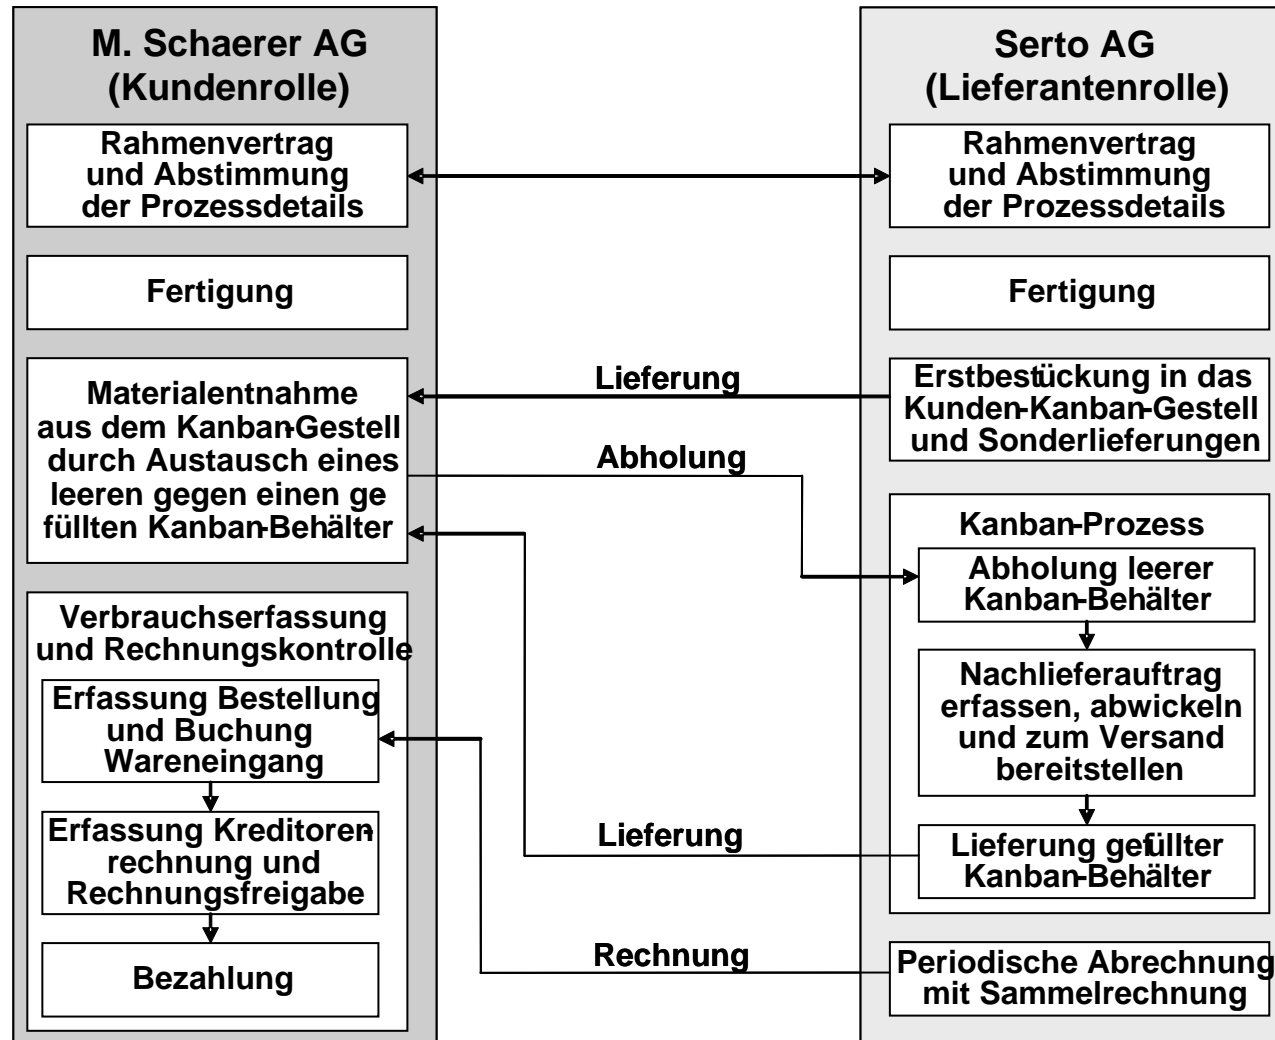 M. Schaerer AG
(Kundenrolle)
Rahmenvertrag
und Abstimmung
der Prozessdetails
Fertigung
Materialentnahme
aus dem Kanban-Gestell
durch Austausch eines
leeren gegen einen ge
füllten Kanban-Behälter
Verbrauchserfassung
und Rechnungskontrolle
Erfassung Bestellung
und Buchung
Wareneingang
Erfassung Kreditoren-
rechnung und
Rechnungsfreigabe
Bezahlung
Lieferung
Abholung
Lieferung
Rechnung
Serto AG
(Lieferantenrolle)
Rahmenvertrag
und Abstimmung
der Prozessdetails
Fertigung
Erstbestückung in das
Kunden-Kanban-Gestell
und Sonderlieferungen
Kanban-Prozess
Abholung leerer
Kanban-Behälter
Nachlieferauftrag
erfassen, abwickeln
und zum Versand
bereitstellen
Lieferung gefüllter
Kanban-Behälter
Periodische Abrechnung
mit Sammelrechnung